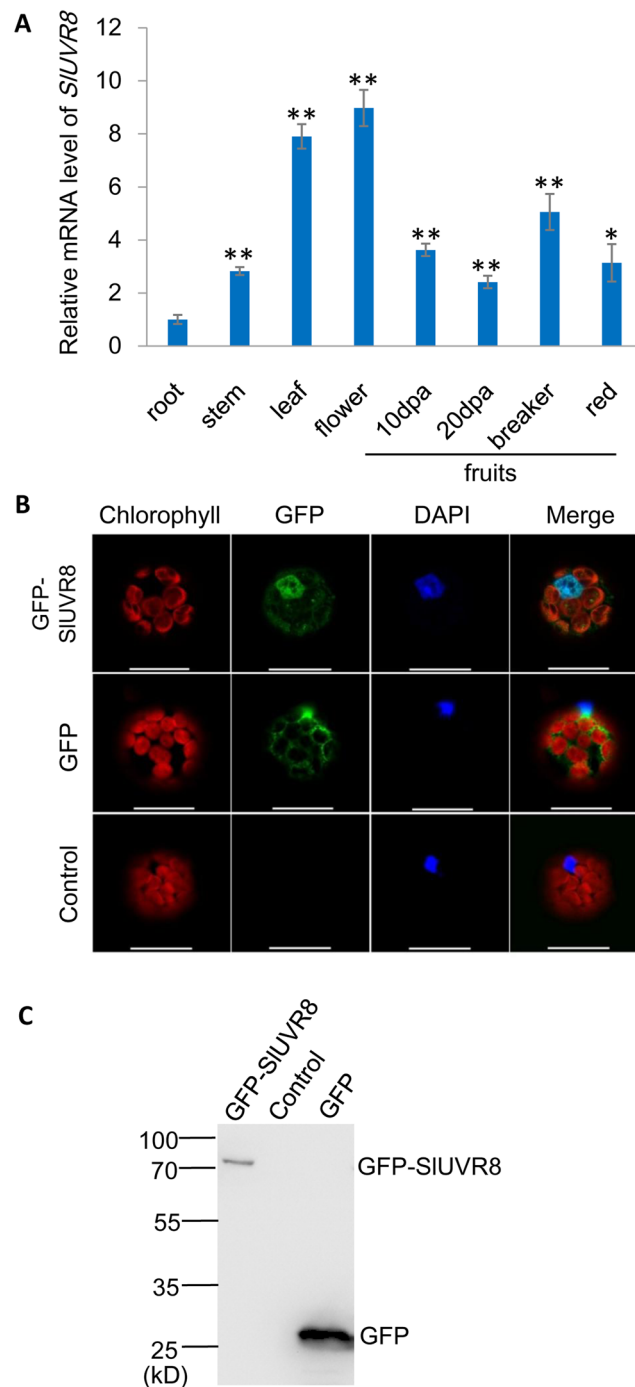 A
Relative mRNA level of SlUVR8
12
10
8
6
4
2
0
**
**
**
**
**
**
*
root
stem
leaf
flower
10dpa
20dpa
breaker
red
fruits
B
Chlorophyll GFP DAPI Merge
GFP-
SlUVR8
GFP
Control
C
GFP-SlUVR8 Control GFP
100
70 GFP-SlUVR8
55
35
25 GFP
(kD)